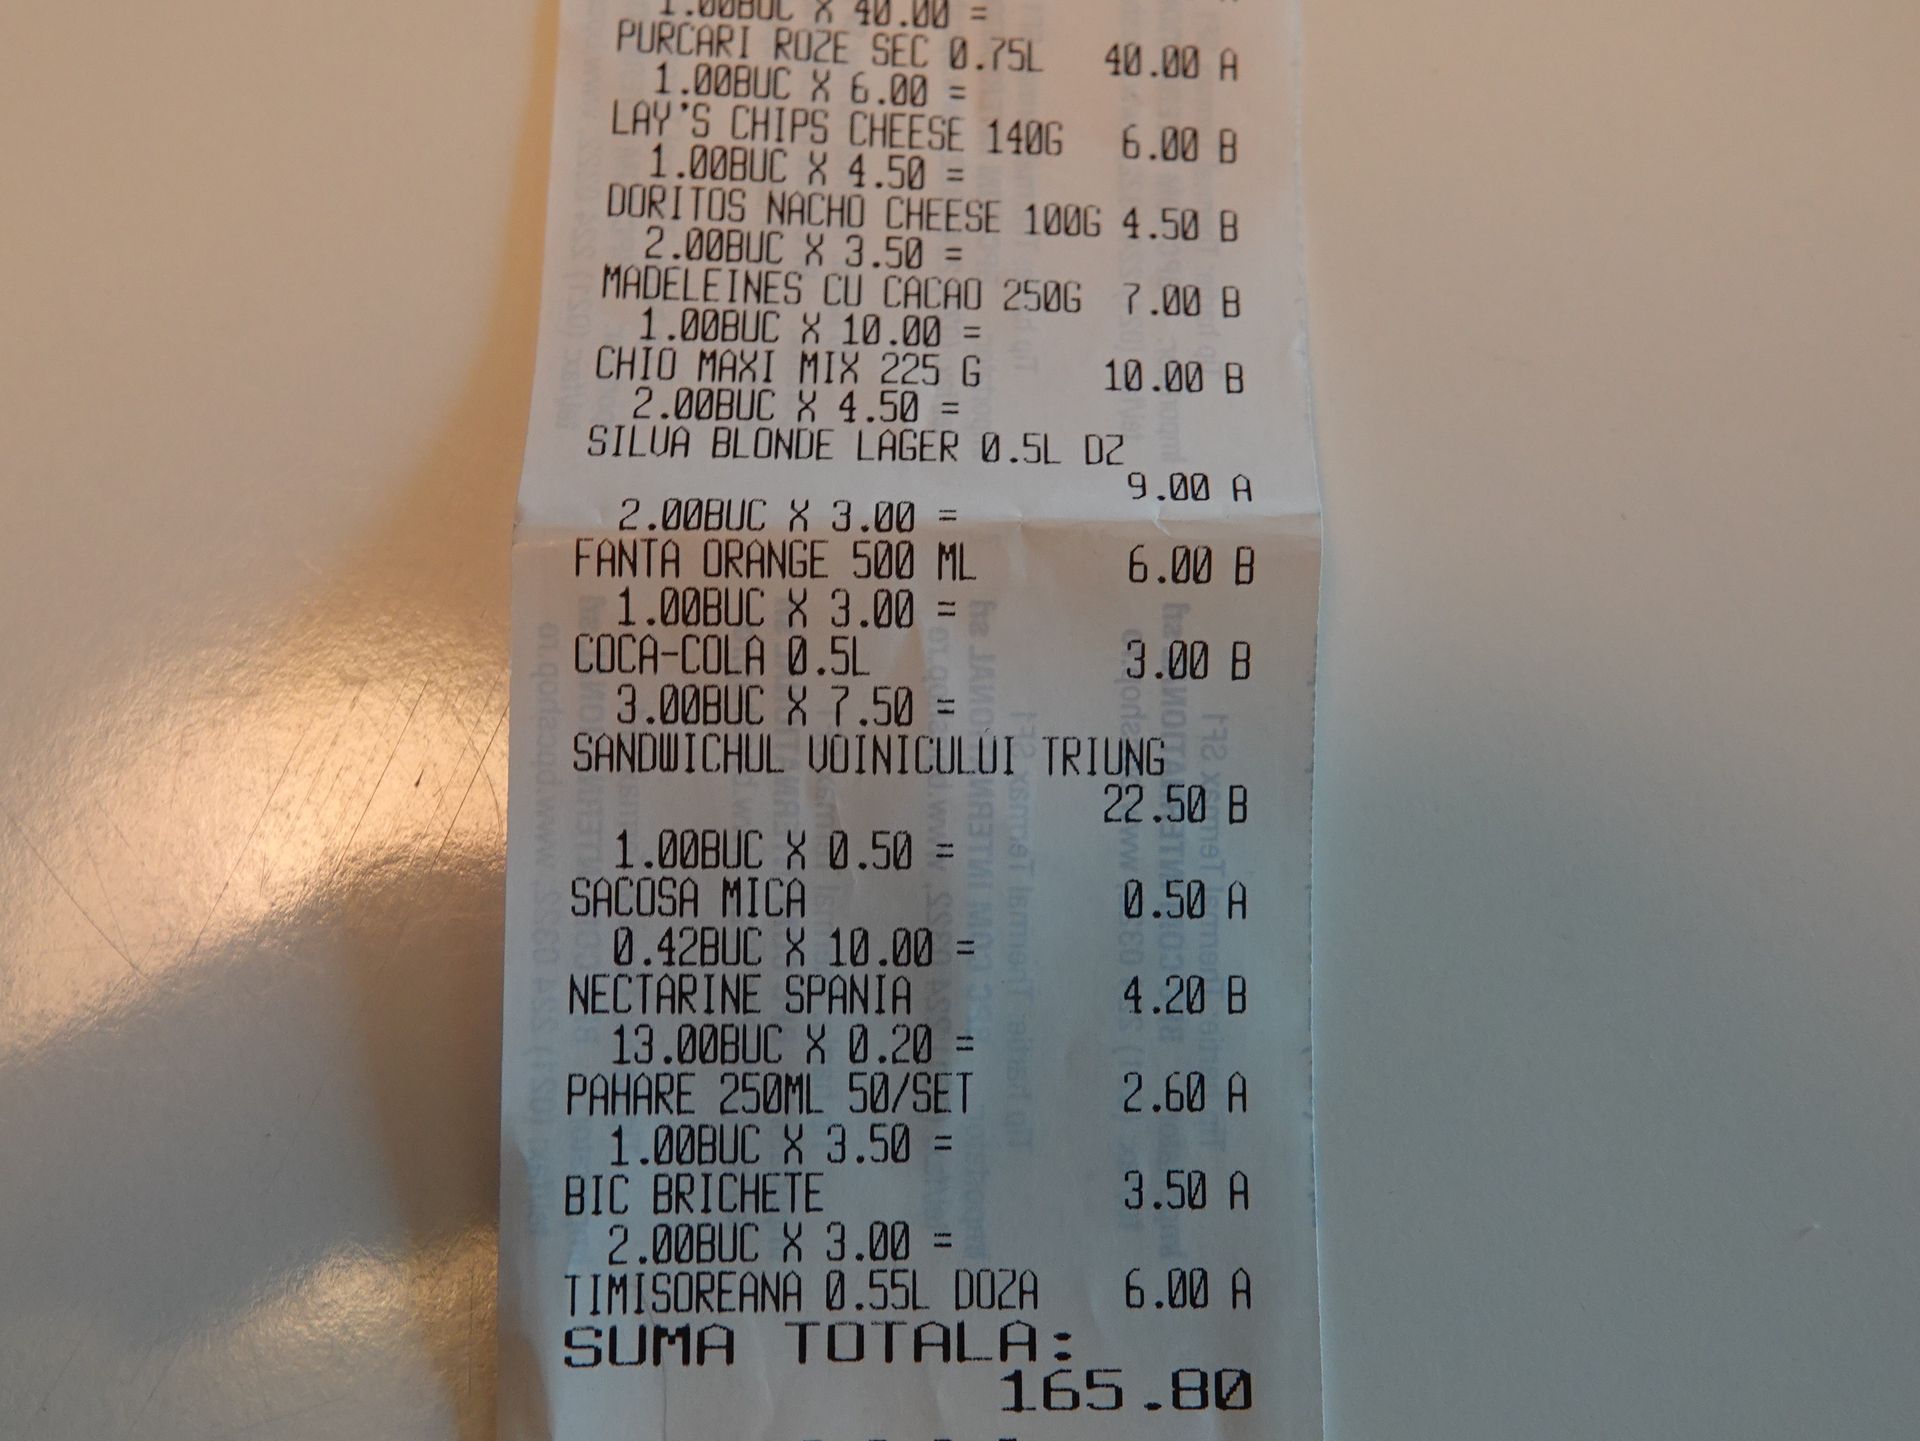 1.00BUC X 40.00 =
PURCARI ROZE SEC 0.75L 40.00 A
1.00BUC X 6.00 =
LAY'S CHIPS CHEESE 140G 6.00 B
1.00BUC X 4.50 =
DORITOS NACHO CHEESE 100G 4.50 B
2.00BUC X 3.50 =
MADELEINES CU CACAO 250G 7.00 B
1.00BUC X 10.00 =
CHIO MAXI MIX 225 G 10.00 B
2.00BUC X 4.50 =
SILVA BLONDE LAGER 0.5L DZ
9.00 A
2.00BUC X 3.00 =
FANTA ORANGE 500 ML 6.00 B
1.00BUC X 3.00 =
COCA-COLA 0.5L 3.00 B
3.00BUC X 7.50 =
SANDWICHUL VOINICULUI TRIUNG
22.50 B
1.00BUC X 0.50 =
SACOSA MICA 0.50 A
0.42BUC X 10.00 =
NECTARINE SPANIA 4.20 B
13.00BUC X 0.20 =
PAHARE 250ML 50/SET 2.60 A
1.00BUC X 3.50 =
BIC BRICHETE 3.50 A
2.00BUC X 3.00 =
TIMISOREANA 0.55L DOZA 6.00 A
SUMA TOTALA:
165.80